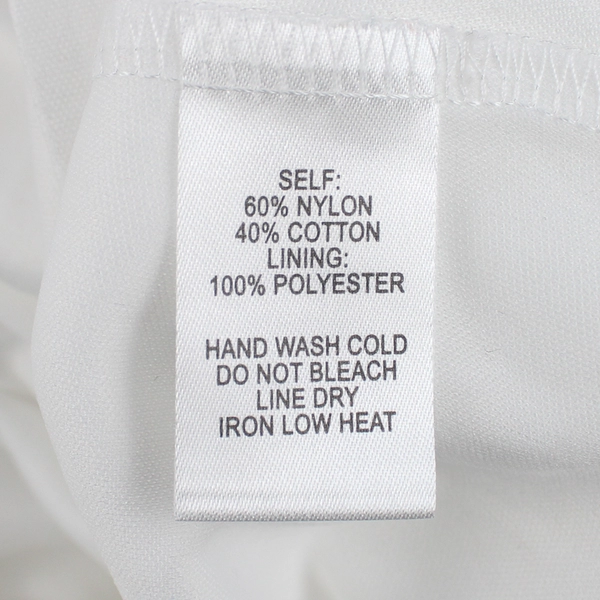 SELF:
60% NYLON
40% COTTON
LINING:
100% POLYESTER
HAND WASH COLD
DO NOT BLEACH
LINE DRY
IRON LOW HEAT